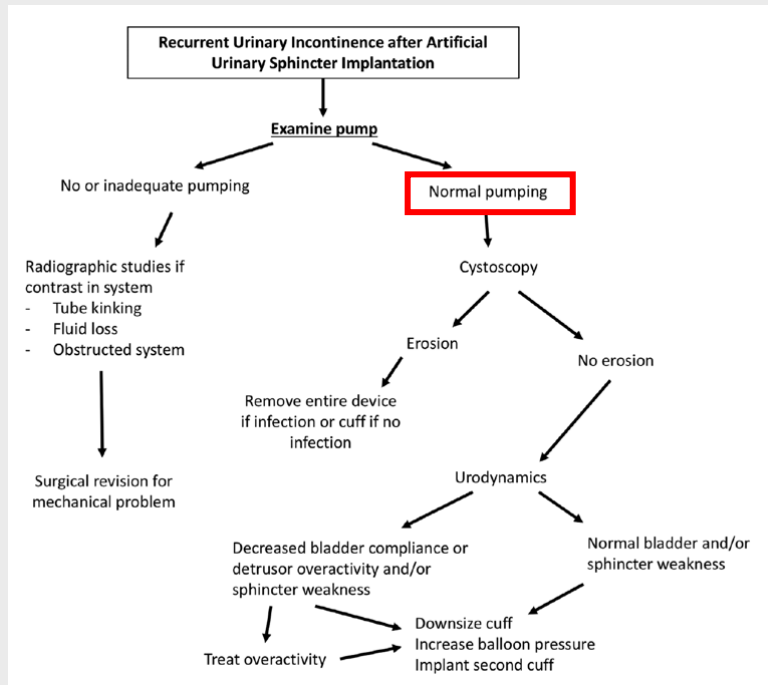 Recurrent Urinary Incontinence after Artificial
Urinary Sphincter Implantation
Examine pump
No or inadequate pumping
Normal pumping
Radiographic studies if
contrast in system
- Tube kinking
- Fluid loss
- Obstructed system
Cystoscopy
Erosion
No erosion
Remove entire device
if infection or cuff if no
infection
Surgical revision for
mechanical problem
Urodynamics
Decreased bladder compliance or
detrusor overactivity and/or
sphincter weakness
Normal bladder and/or
sphincter weakness
Treat overactivity
Downsize cuff
Increase balloon pressure
Implant second cuff